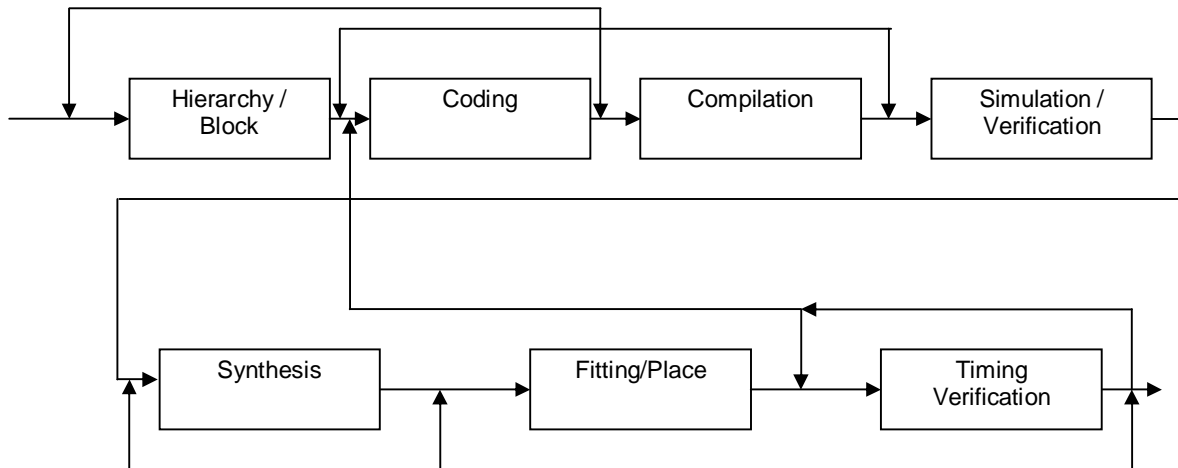 Hierarchy /
Block
Coding
Compilation
Simulation /
Verification
Synthesis
Fitting/Place
Timing
Verification